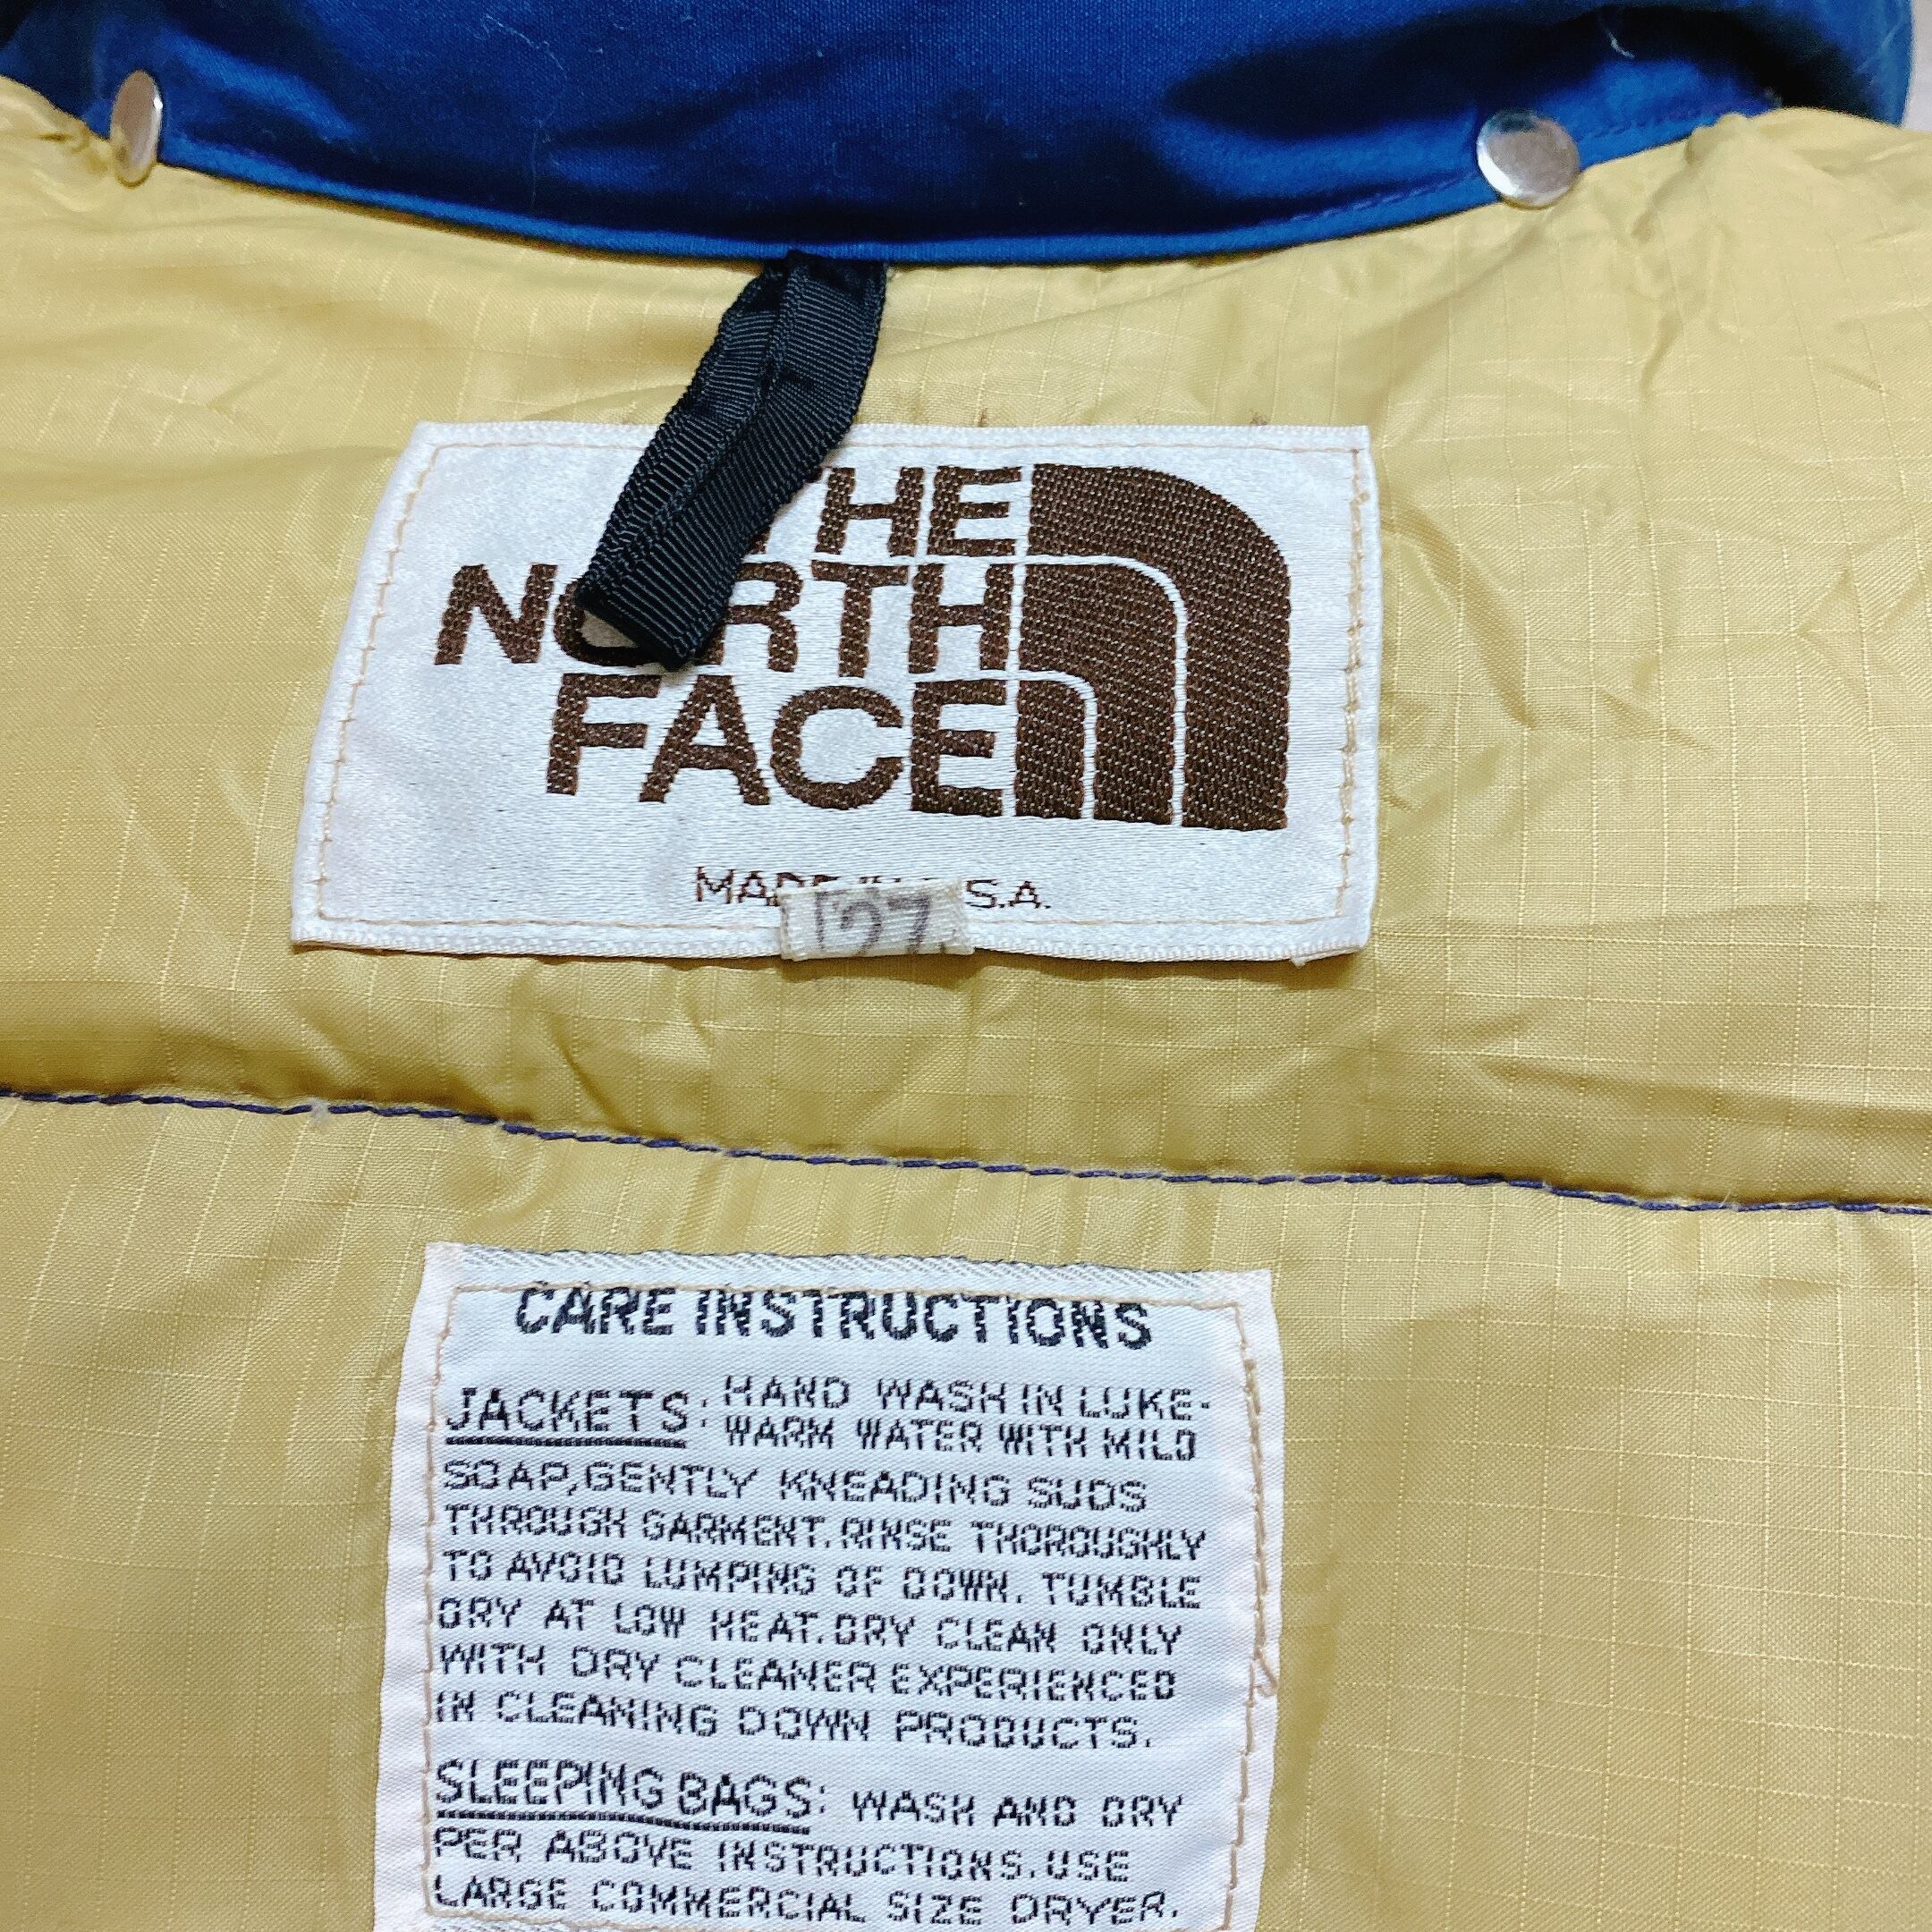 THE
NORTH
FACE
MADE IN U.S.A.
CARE INSTRUCTIONS
JACKETS: HAND WASH IN LUKE-
WARM WATER WITH MILD
SOAP, GENTLY KNEADING SUDS
THROUGH GARMENT. RINSE THOROUGHLY
TO AVOID LUMPING OF DOWN. TUMBLE
DRY AT LOW HEAT. DRY CLEAN ONLY
WITH DRY CLEANER EXPERIENCED
IN CLEANING DOWN PRODUCTS.
SLEEPING BAGS: WASH AND DRY
PER ABOVE INSTRUCTIONS. USE
LARGE COMMERCIAL SIZE DRYER.